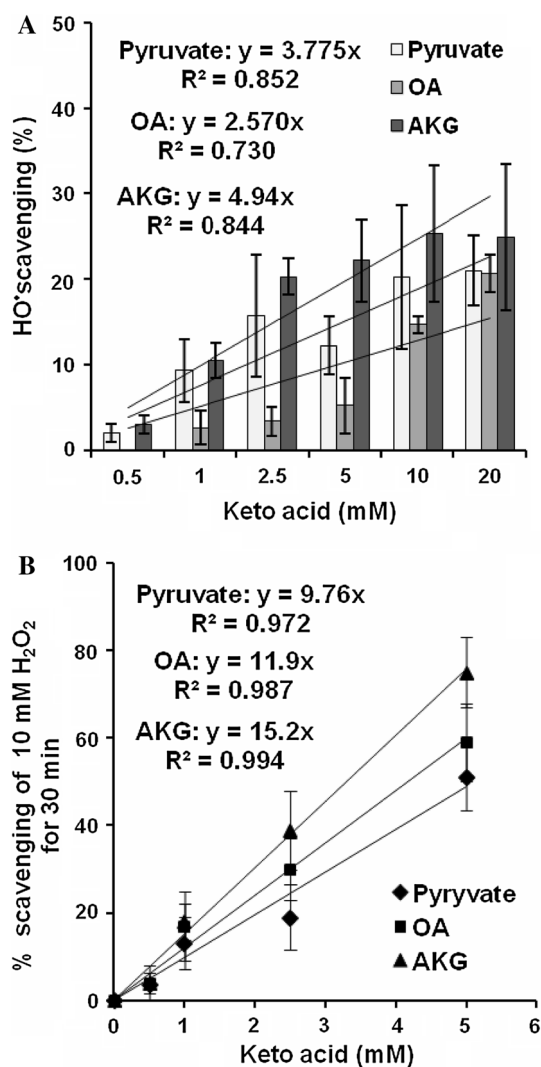 A
50
40
30
20
10
0
HO•scavenging (%)
Pyruvate: y = 3.775x
R² = 0.852
OA: y = 2.570x
R² = 0.730
AKG: y = 4.94x
R² = 0.844
Pyruvate
OA
AKG
0.5 1 2.5 5 10 20
Keto acid (mM)
B
100
80
60
40
20
0
% scavenging of 10 mM H₂O₂
for 30 min
Pyruvate: y = 9.76x
R² = 0.972
OA: y = 11.9x
R² = 0.987
AKG: y = 15.2x
R² = 0.994
Pyryvate
OA
AKG
0 1 2 3 4 5 6
Keto acid (mM)